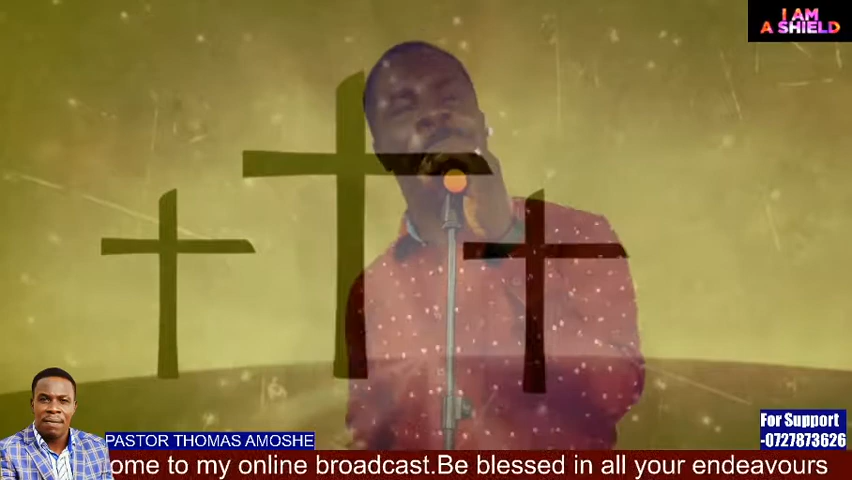 I AM
A SHIELD
For Support
-0727873626
PASTOR THOMAS AMOSHE
ome to my online broadcast.Be blessed in all your endeavours